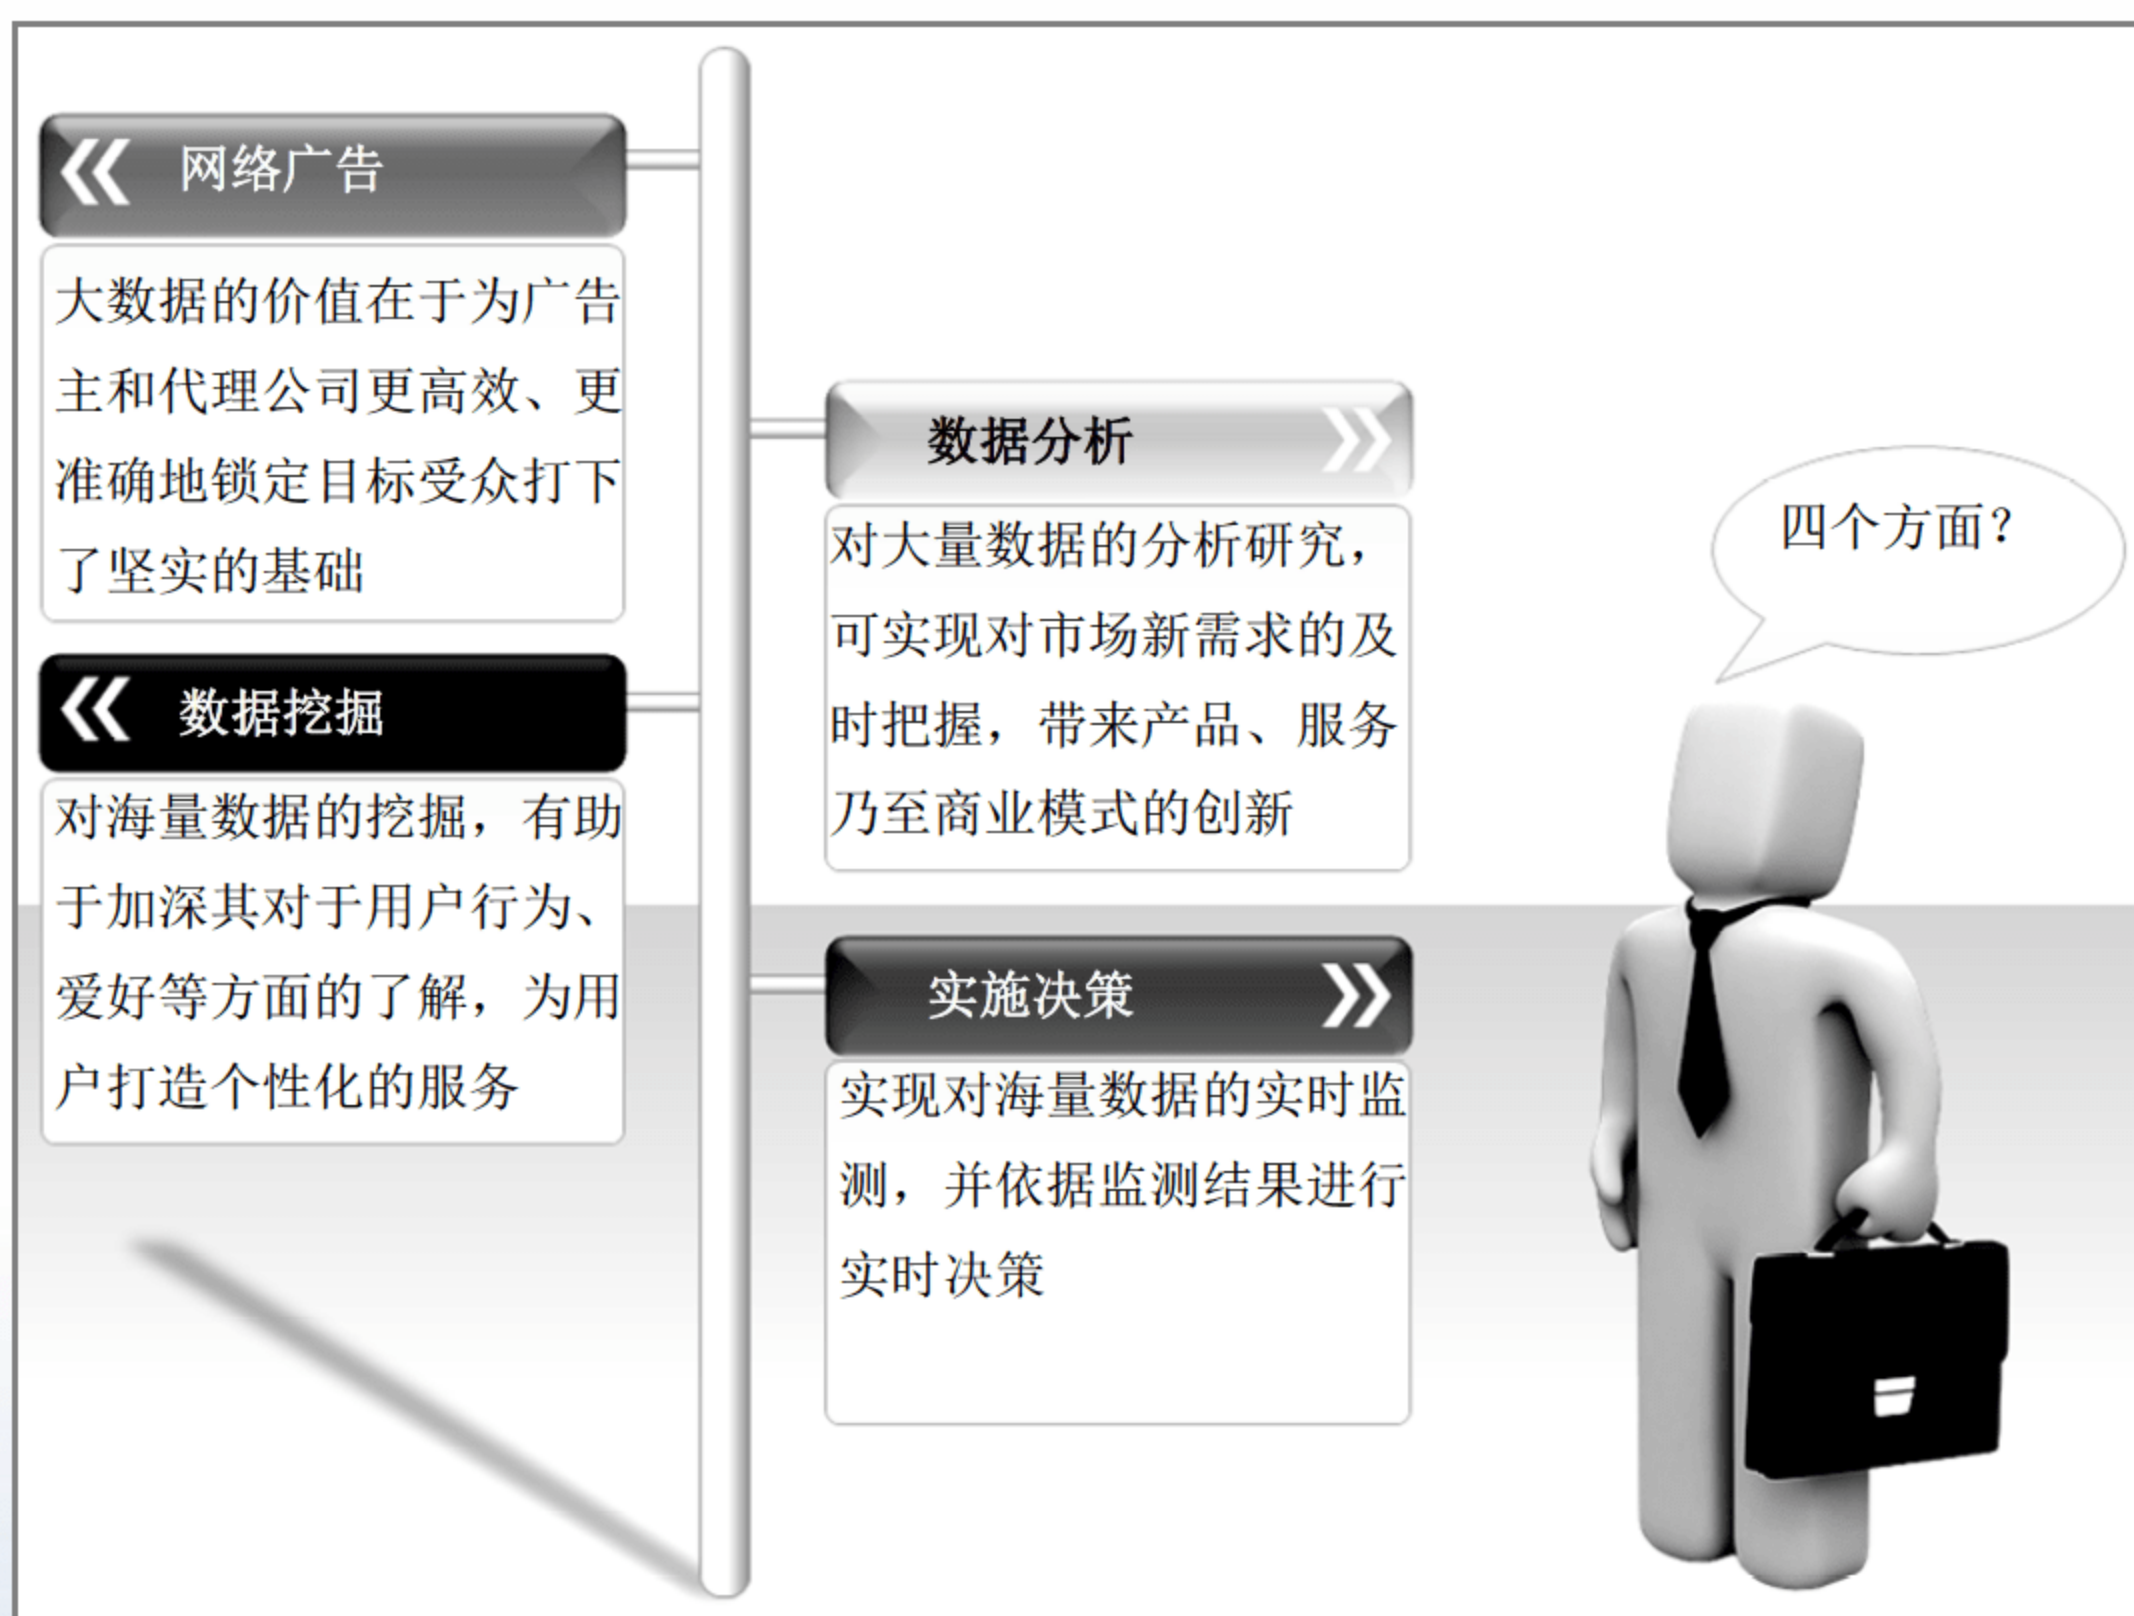 网络广告
大数据的价值在于为广告
主和代理公司更高效、更
准确地锁定目标受众打下
了坚实的基础
数据挖掘
对海量数据的挖掘，有助
于加深其对于用户行为、
爱好等方面的了解，为用
户打造个性化的服务
数据分析
对大量数据的分析研究，
可实现对市场新需求的及
时把握，带来产品、服务
乃至商业模式的创新
实施决策
实现对海量数据的实时监
测，并依据监测结果进行
实时决策
四个方面？